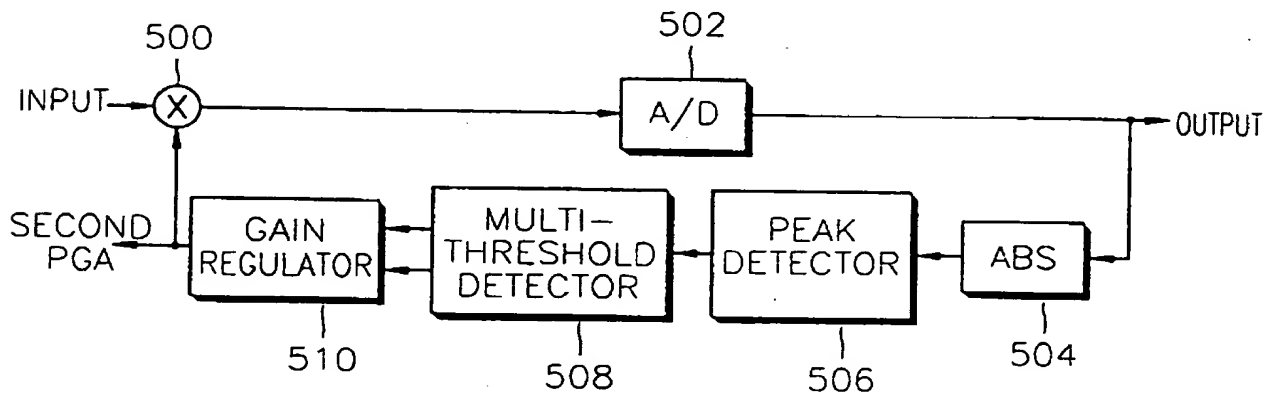 500
502
INPUT
X
A/D
OUTPUT
SECOND
PGA
GAIN
REGULATOR
MULTI-
THRESHOLD
DETECTOR
PEAK
DETECTOR
ABS
510
508
506
504